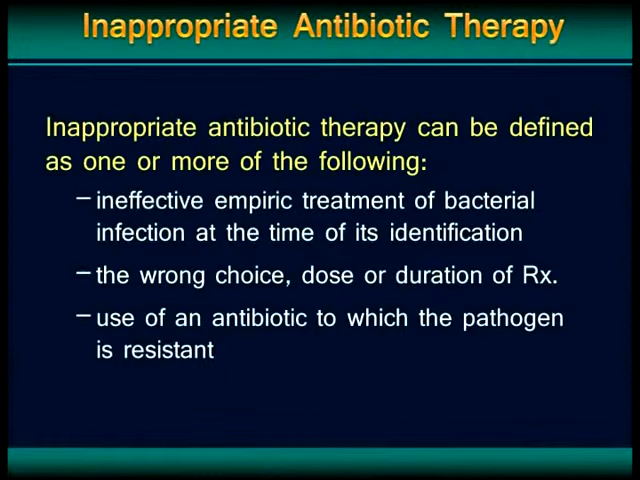 Inappropriate Antibiotic Therapy
Inappropriate antibiotic therapy can be defined
as one or more of the following:
– ineffective empiric treatment of bacterial
infection at the time of its identification
– the wrong choice, dose or duration of Rx.
– use of an antibiotic to which the pathogen
is resistant